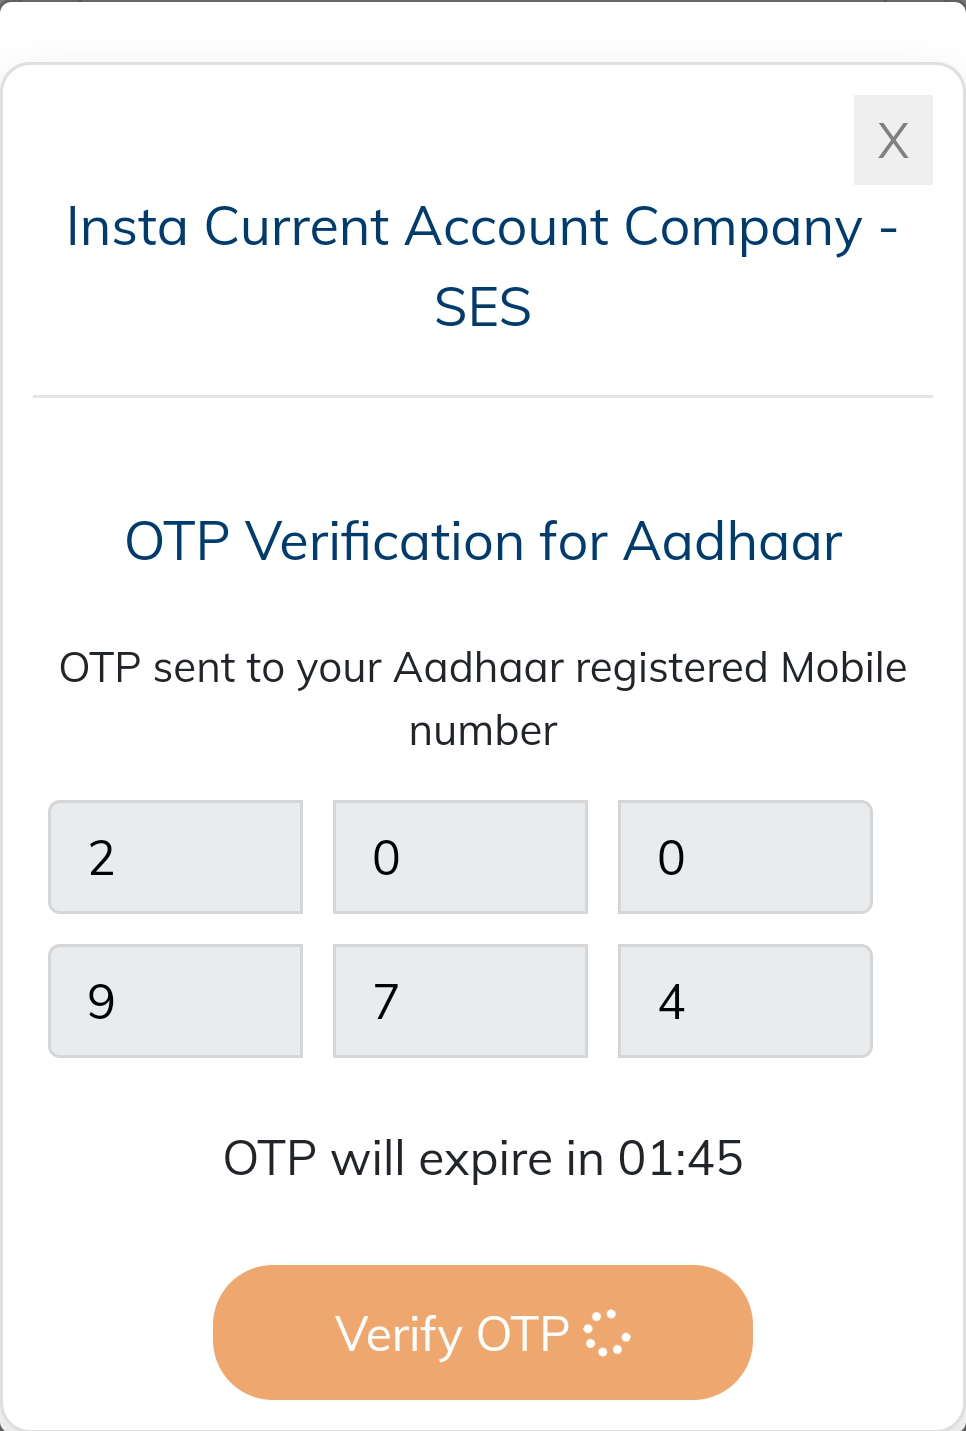 X
Insta Current Account Company -
SES
OTP Verification for Aadhaar
OTP sent to your Aadhaar registered Mobile
number
2 0 0
9 7 4
OTP will expire in 01:45
Verify OTP